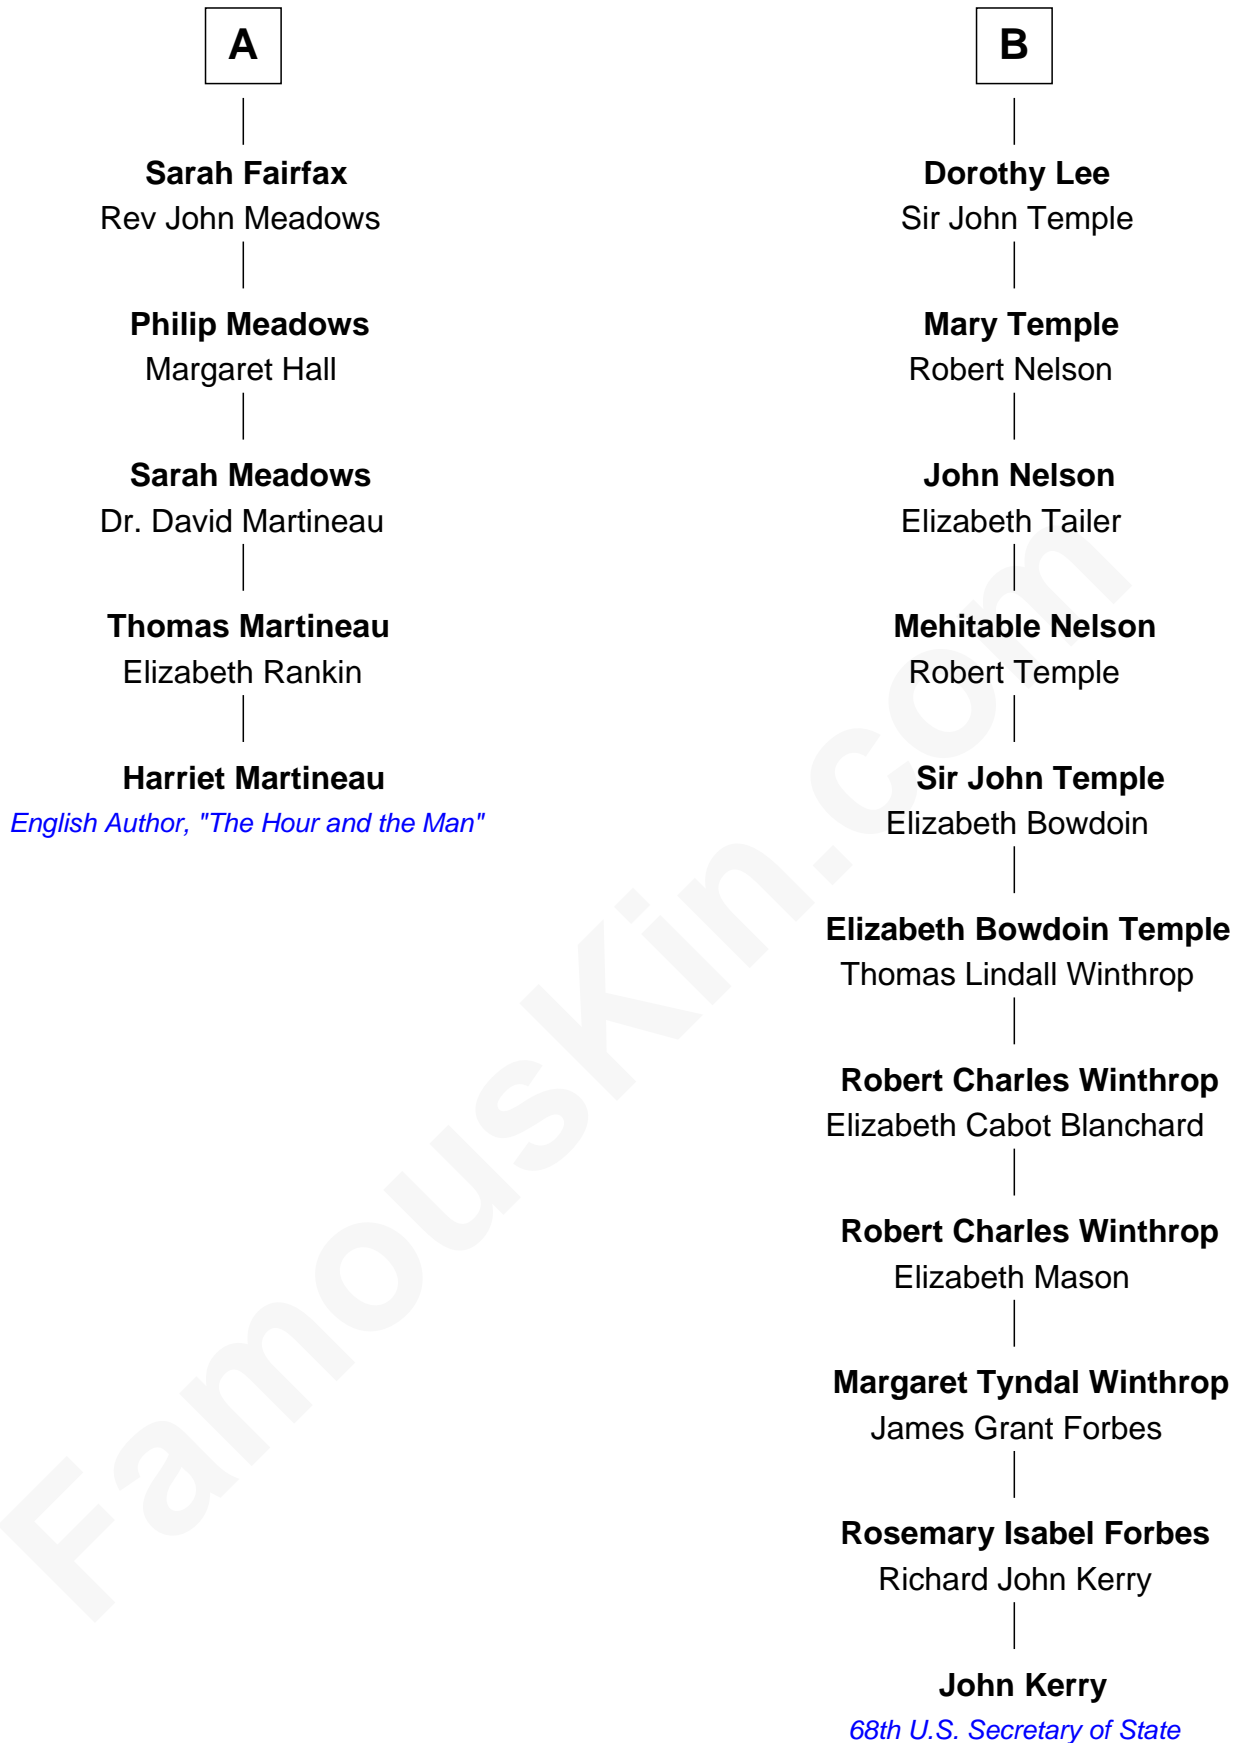 A
Sarah Fairfax
Rev John Meadows
Philip Meadows
Margaret Hall
Sarah Meadows
Dr. David Martineau
Thomas Martineau
Elizabeth Rankin
Harriet Martineau
English Author, "The Hour and the Man"
B
Dorothy Lee
Sir John Temple
Mary Temple
Robert Nelson
John Nelson
Elizabeth Tailer
Mehitable Nelson
Robert Temple
Sir John Temple
Elizabeth Bowdoin
Elizabeth Bowdoin Temple
Thomas Lindall Winthrop
Robert Charles Winthrop
Elizabeth Cabot Blanchard
Robert Charles Winthrop
Elizabeth Mason
Margaret Tyndal Winthrop
James Grant Forbes
Rosemary Isabel Forbes
Richard John Kerry
John Kerry
68th U.S. Secretary of State
FamousKin.com